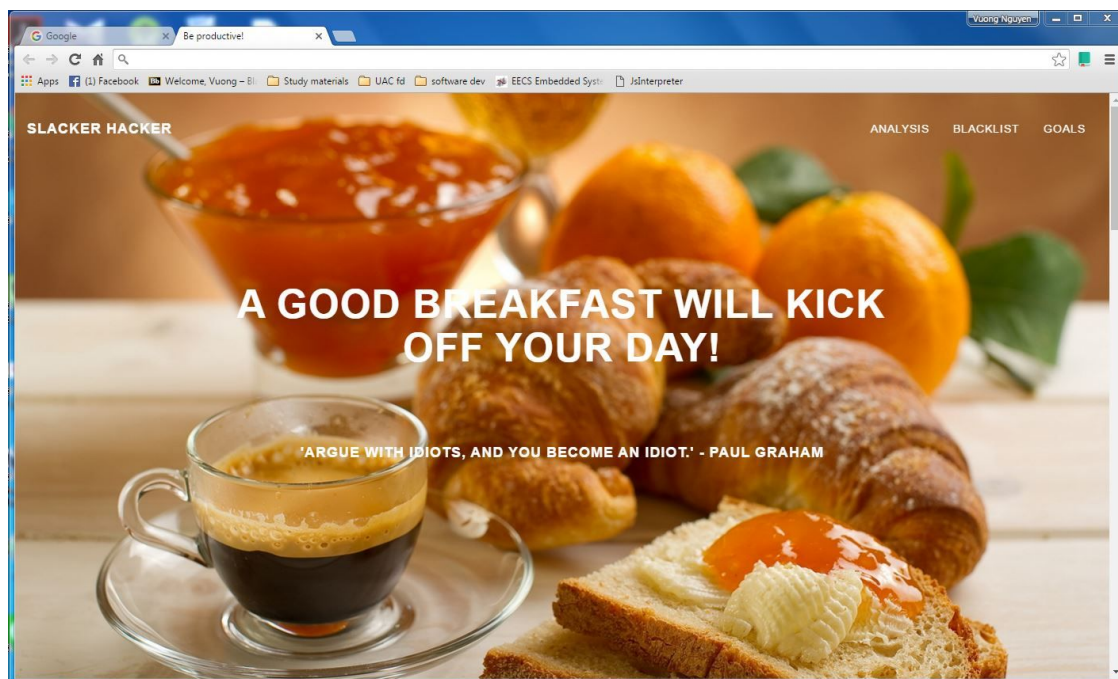 Vuong Nguyen
Google
Be productive!
Apps (1) Facebook Bb Welcome, Vuong – Bl Study materials UAC fd software dev EECS Embedded Syst JsInterpreter
SLACKER HACKER ANALYSIS BLACKLIST GOALS
A GOOD BREAKFAST WILL KICK
OFF YOUR DAY!
'ARGUE WITH IDIOTS, AND YOU BECOME AN IDIOT.' - PAUL GRAHAM